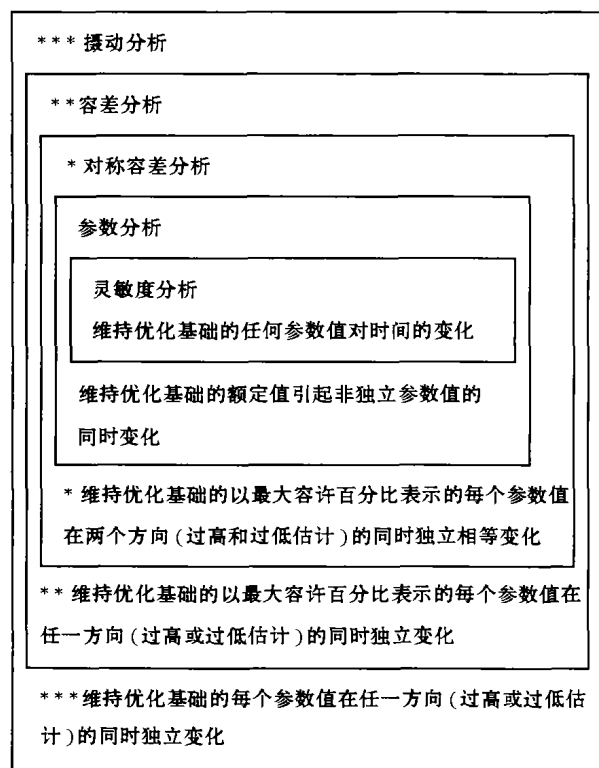 ***摄动分析
**容差分析
*对称容差分析
参数分析
灵敏度分析
维持优化基础的任何参数值对时间的变化
维持优化基础的额定值引起非独立参数值的
同时变化
*维持优化基础的以最大容许百分比表示的每个参数值
在两个方向(过高和过低估计)的同时独立相等变化
**维持优化基础的以最大容许百分比表示的每个参数值在
任一方向(过高或过低估计)的同时独立变化
***维持优化基础的每个参数值在任一方向(过高或过低估
计)的同时独立变化